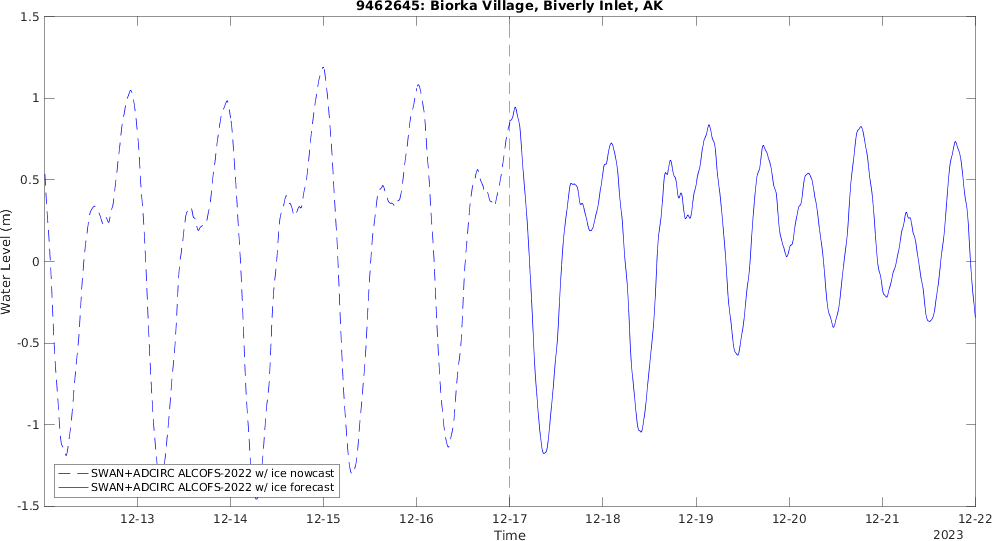 9462645: Biorka Village, Biverly Inlet, AK
1.5
1
0.5
0
-0.5
-1
-1.5
Water Level (m)
SWAN+ADCIRC ALCOFS-2022 w/ ice nowcast
SWAN+ADCIRC ALCOFS-2022 w/ ice forecast
12-13 12-14 12-15 12-16 12-17 12-18 12-19 12-20 12-21 12-22
Time
2023